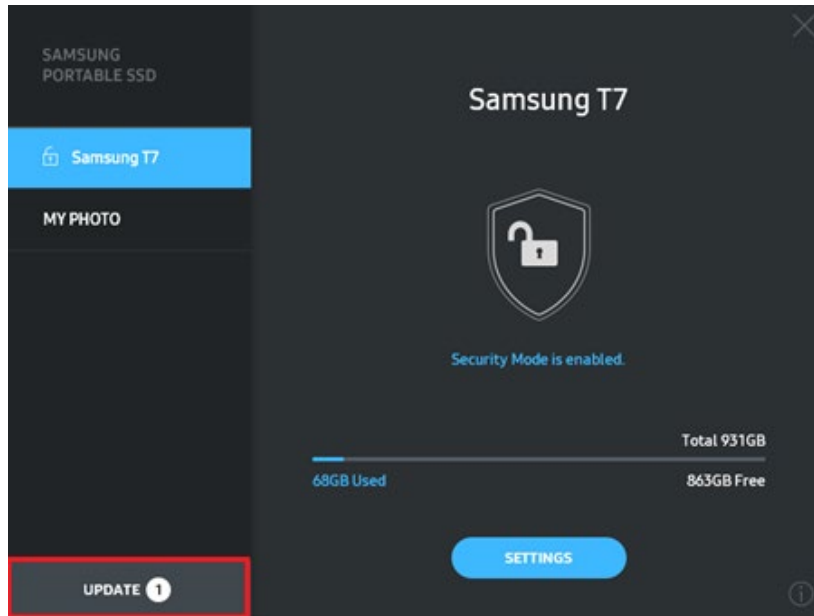 SAMSUNG
PORTABLE SSD
Samsung T7
MY PHOTO
UPDATE 1
Samsung T7
Security Mode is enabled.
Total 931GB
68GB Used
863GB Free
SETTINGS